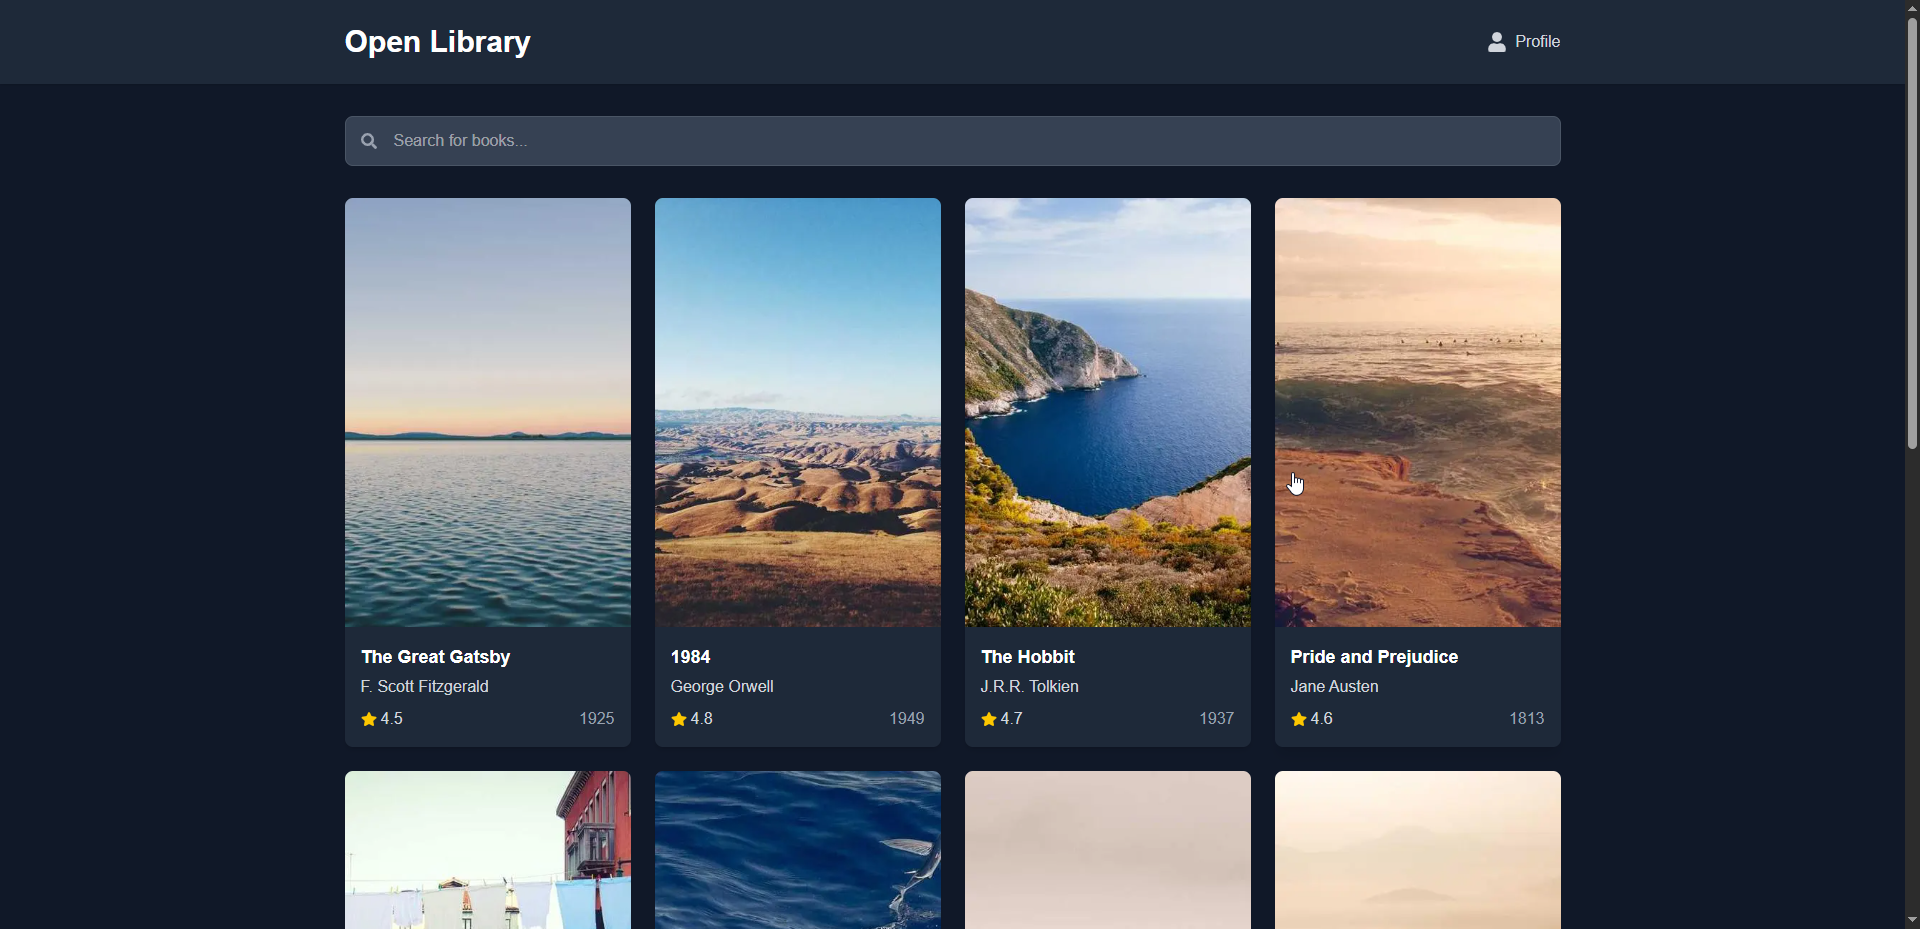 Open Library
Profile
Search for books...
The Great Gatsby
F. Scott Fitzgerald
4.5
1925
1984
George Orwell
4.8
1949
The Hobbit
J.R.R. Tolkien
4.7
1937
Pride and Prejudice
Jane Austen
4.6
1813